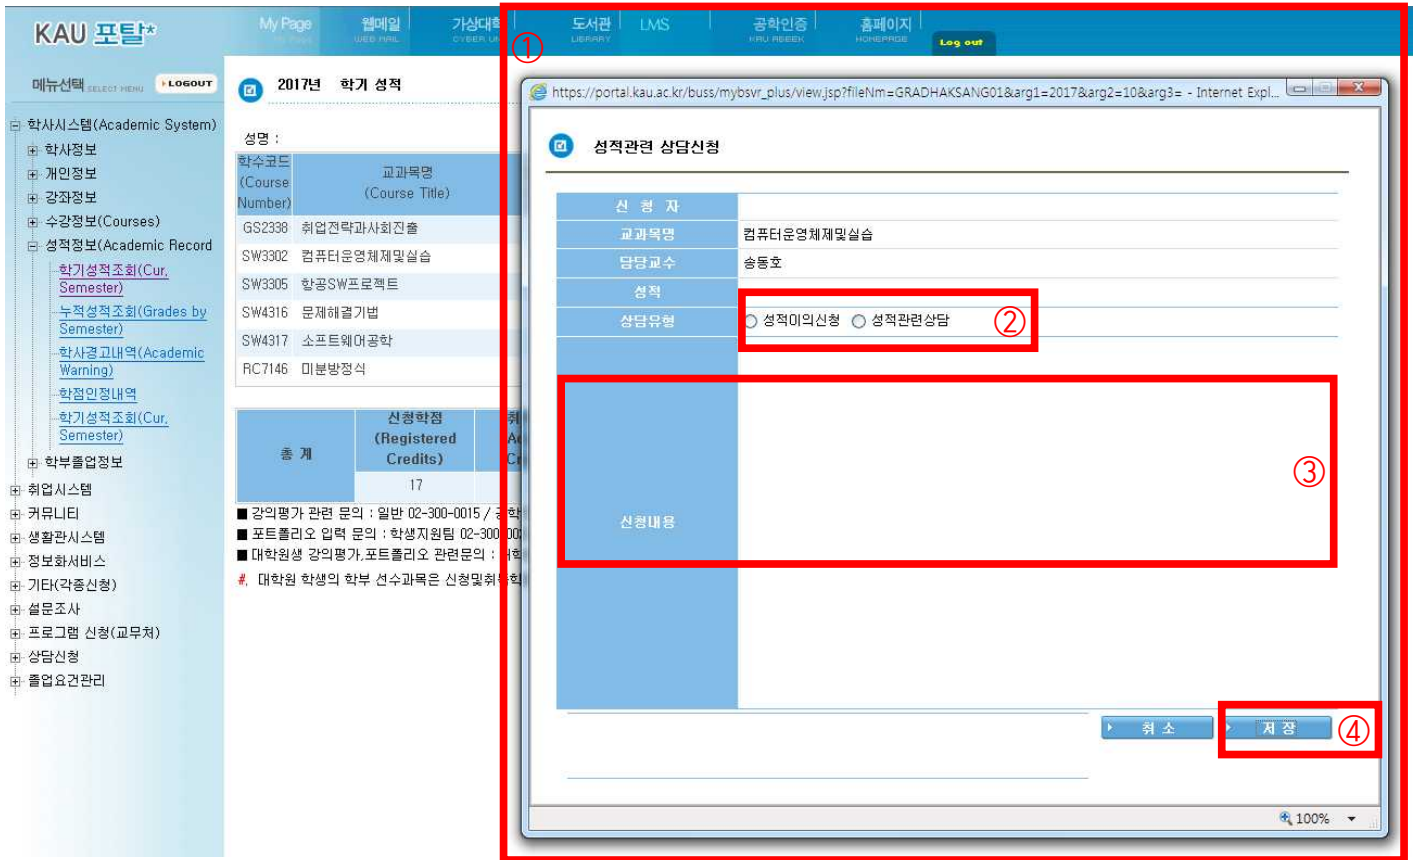 KAU 포탈*
My Page
웹메일
WEB MAIL
가상대학
도서관
LIBRARY
LMS
공학인증
KAU ABEEK
홈페이지
HOMEPAGE
Log out
①
메뉴선택 SELECT MENU
LOGOUT
학사시스템(Academic System)
학사정보
개인정보
강좌정보
수강정보(Courses)
성적정보(Academic Record
학기성적조회(Cur.
Semester)
누적성적조회(Grades by
Semester)
학사경고내역(Academic
Warning)
학점인정내역
학기성적조회(Cur.
Semester)
학부졸업정보
취업시스템
커뮤니티
생활관시스템
정보화서비스
기타(각종신청)
설문조사
프로그램 신청(교무처)
상담신청
졸업요건관리
2017년 학기 성적
성명 :
학수코드
(Course
Number)
교과목명
(Course Title)
GS2338 취업전략과사회진출
SW3302 컴퓨터운영체제및실습
SW3305 항공SW프로젝트
SW4316 문제해결기법
SW4317 소프트웨어공학
RC7146 미분방정식
총 계
신청학점
(Registered
Credits)
17
■ 강의평가 관련 문의 : 일반 02-300-0015 / 공학
■ 포트폴리오 입력 문의 : 학생지원팀 02-300-00
■ 대학원생 강의평가,포트폴리오 관련문의 :
#. 대학원 학생의 학부 선수과목은 신청및취득학
https://portal.kau.ac.kr/buss/mybsvr_plus/view.jsp?fileNm=GRADHAKSANG01&arg1=2017&arg2=10&arg3= - Internet Expl...
성적관련 상담신청
신 청 자
교과목명 컴퓨터운영체제및실습
담당교수 송동호
성적
상담유형 성적이의신청 성적관련상담 ②
③
신청내용
취 소
저 장 ④
100%